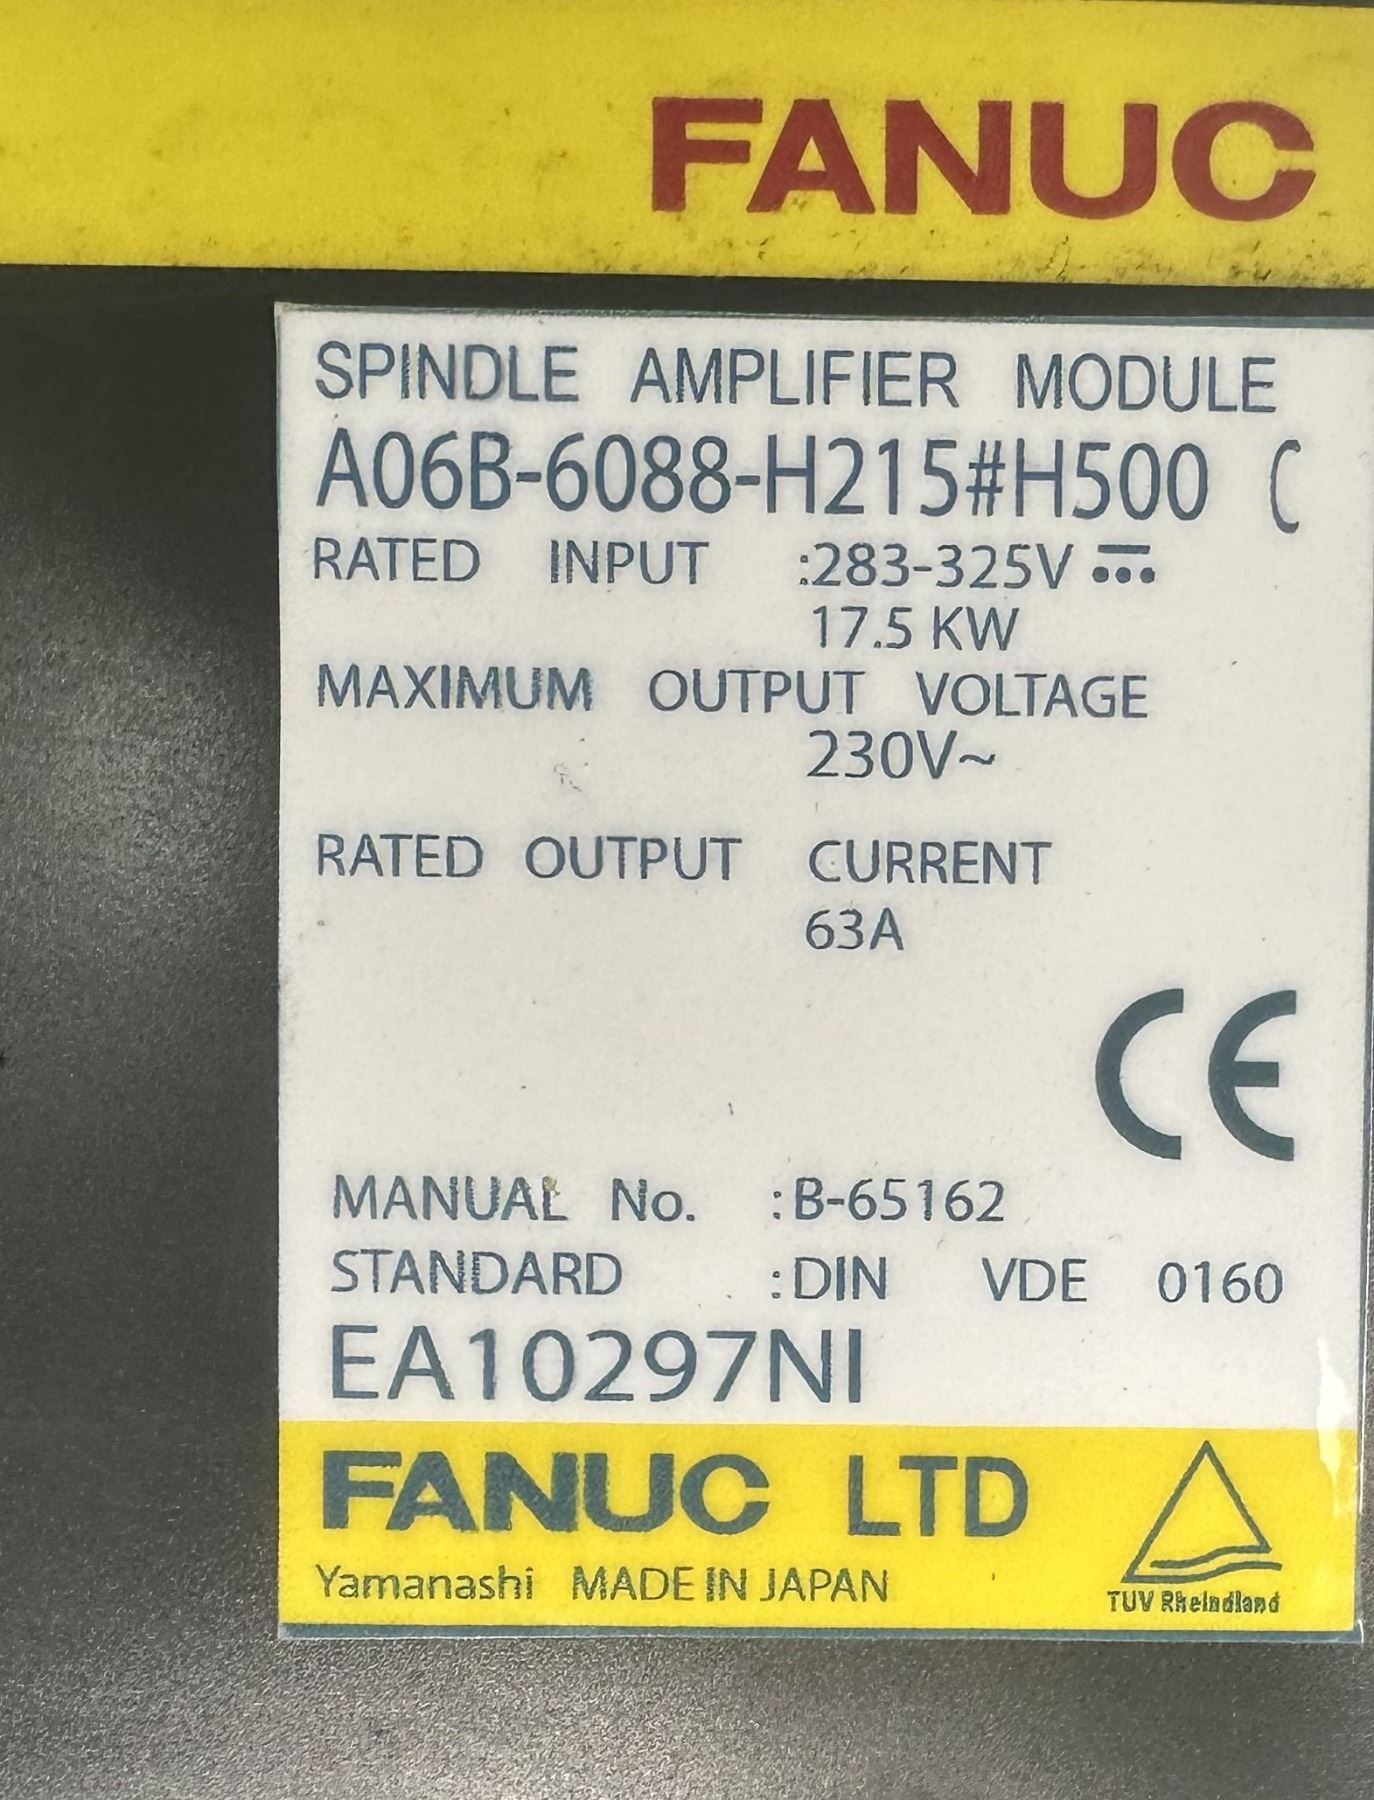 FANUC
SPINDLE AMPLIFIER MODULE
A06B-6088-H215#H500 C
RATED INPUT :283-325V
17.5 KW
MAXIMUM OUTPUT VOLTAGE
230V~
RATED OUTPUT CURRENT
63A
CE
MANUAL No. :B-65162
STANDARD :DIN VDE 0160
EA10297NI
FANUC LTD
Yamanashi MADE IN JAPAN
TUV Rheindland